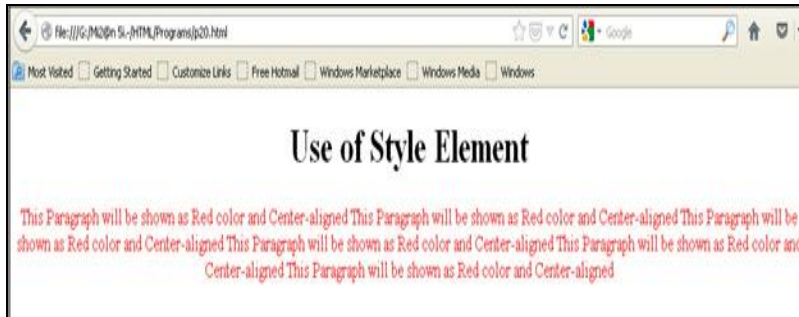 file:///G:/Mi2@n 5i.-/HTML/Programs/p20.html
Google
Most Visited Getting Started Customize Links Free Hotmail Windows Marketplace Windows Media Windows
Use of Style Element
This Paragraph will be shown as Red color and Center-aligned This Paragraph will be shown as Red color and Center-aligned This Paragraph will be
shown as Red color and Center-aligned This Paragraph will be shown as Red color and Center-aligned This Paragraph will be shown as Red color and
Center-aligned This Paragraph will be shown as Red color and Center-aligned